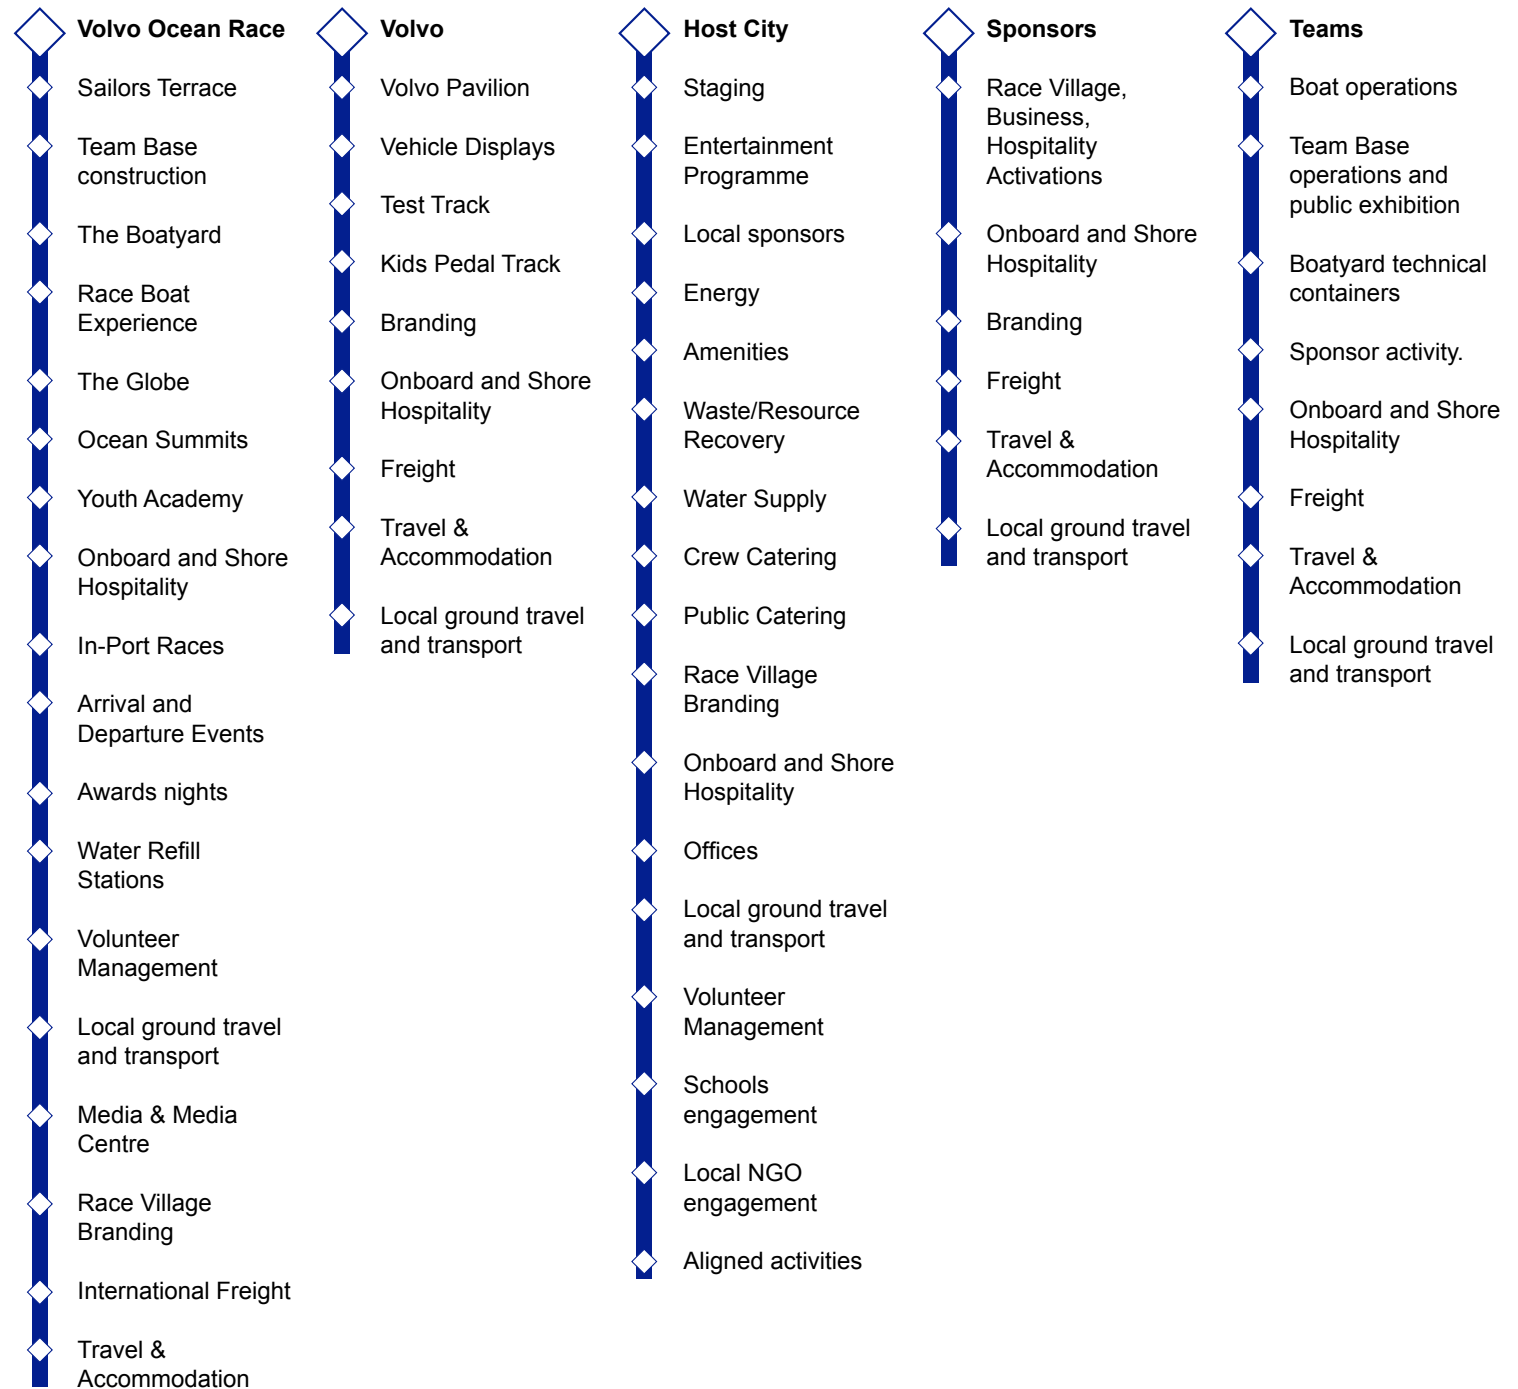 Volvo Ocean Race
Sailors Terrace
Team Base
construction
The Boatyard
Race Boat
Experience
The Globe
Ocean Summits
Youth Academy
Onboard and Shore
Hospitality
In-Port Races
Arrival and
Departure Events
Awards nights
Water Refill
Stations
Volunteer
Management
Local ground travel
and transport
Media & Media
Centre
Race Village
Branding
International Freight
Travel &
Accommodation
Volvo
Volvo Pavilion
Vehicle Displays
Test Track
Kids Pedal Track
Branding
Onboard and Shore
Hospitality
Freight
Travel &
Accommodation
Local ground travel
and transport
Host City
Staging
Entertainment
Programme
Local sponsors
Energy
Amenities
Waste/Resource
Recovery
Water Supply
Crew Catering
Public Catering
Race Village
Branding
Onboard and Shore
Hospitality
Offices
Local ground travel
and transport
Volunteer
Management
Schools
engagement
Local NGO
engagement
Aligned activities
Sponsors
Race Village,
Business,
Hospitality
Activations
Onboard and Shore
Hospitality
Branding
Freight
Travel &
Accommodation
Local ground travel
and transport
Teams
Boat operations
Team Base
operations and
public exhibition
Boatyard technical
containers
Sponsor activity.
Onboard and Shore
Hospitality
Freight
Travel &
Accommodation
Local ground travel
and transport